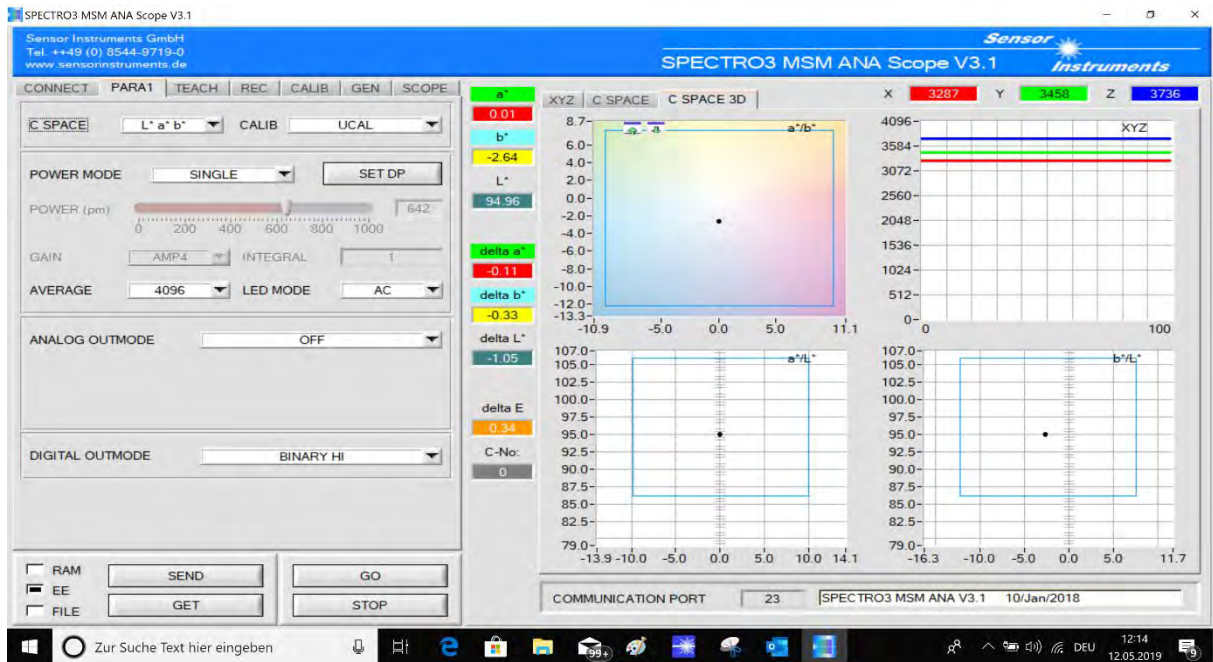 SPECTRO3 MSM ANA Scope V3.1
Sensor Instruments GmbH
Tel. ++49 (0) 8544-9719-0
www.sensorinstruments.de
SPECTRO3 MSM ANA Scope V3.1
Sensor
Instruments
CONNECT PARA1 TEACH REC CALIB GEN SCOPE
C SPACE L* a* b* CALIB UCAL
POWER MODE SINGLE SET DP
POWER (pm) 642
0 200 400 600 800 1000
GAIN AMP4 INTEGRAL 1
AVERAGE 4096 LED MODE AC
ANALOG OUTMODE OFF
DIGITAL OUTMODE BINARY HI
RAM
EE
FILE
SEND
GET
GO
STOP
a*
0.01
b*
-2.64
L*
94.96
delta a*
-0.11
delta b*
-0.33
delta L*
-1.05
delta E
0.34
C-No:
0
XYZ C SPACE C SPACE 3D
X 3287 Y 3458 Z 3736
a*/b*
8.7
6.0
4.0
2.0
0.0
-2.0
-4.0
-6.0
-8.0
-10.0
-12.0
-13.3
-10.9 -5.0 0.0 5.0 11.1
XYZ
4096
3584
3072
2560
2048
1536
1024
512
0
0 100
a*/L*
107.0
105.0
102.5
100.0
97.5
95.0
92.5
90.0
87.5
85.0
82.5
79.0
-13.9 -10.0 -5.0 0.0 5.0 10.0 14.1
b*/L*
107.0
105.0
102.5
100.0
97.5
95.0
92.5
90.0
87.5
85.0
82.5
79.0
-16.3 -10.0 -5.0 0.0 5.0 11.7
COMMUNICATION PORT 23 SPECTRO3 MSM ANA V3.1 10/Jan/2018
Zur Suche Text hier eingeben
99+
DEU
12:14
12.05.2019
9